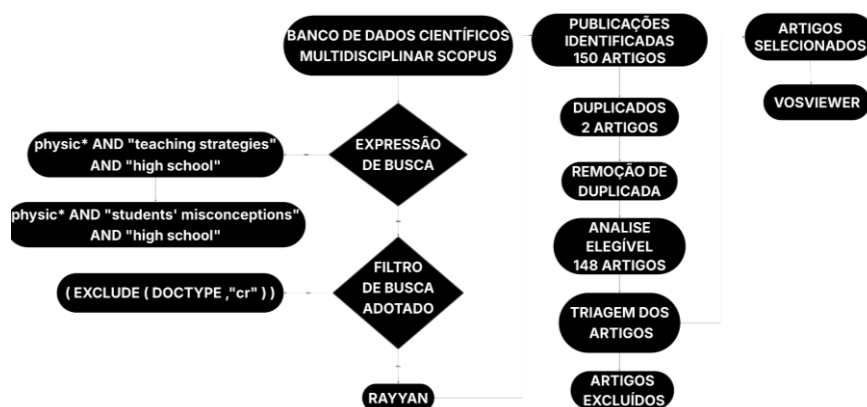 BANCO DE DADOS CIENTÍFICOS
MULTIDISCIPLINAR SCOPUS
EXPRESSÃO
DE BUSCA
physic* AND "teaching strategies"
AND "high school"
physic* AND "students' misconceptions"
AND "high school"
FILTRO
DE BUSCA
ADOTADO
( EXCLUDE ( DOCTYPE ,"cr" ) )
RAYYAN
PUBLICAÇÕES
IDENTIFICADAS
150 ARTIGOS
DUPLICADOS
2 ARTIGOS
REMOÇÃO DE
DUPLICADA
ANALISE
ELEGÍVEL
148 ARTIGOS
TRIAGEM DOS
ARTIGOS
ARTIGOS
EXCLUÍDOS
ARTIGOS
SELECIONADOS
VOSVIEWER